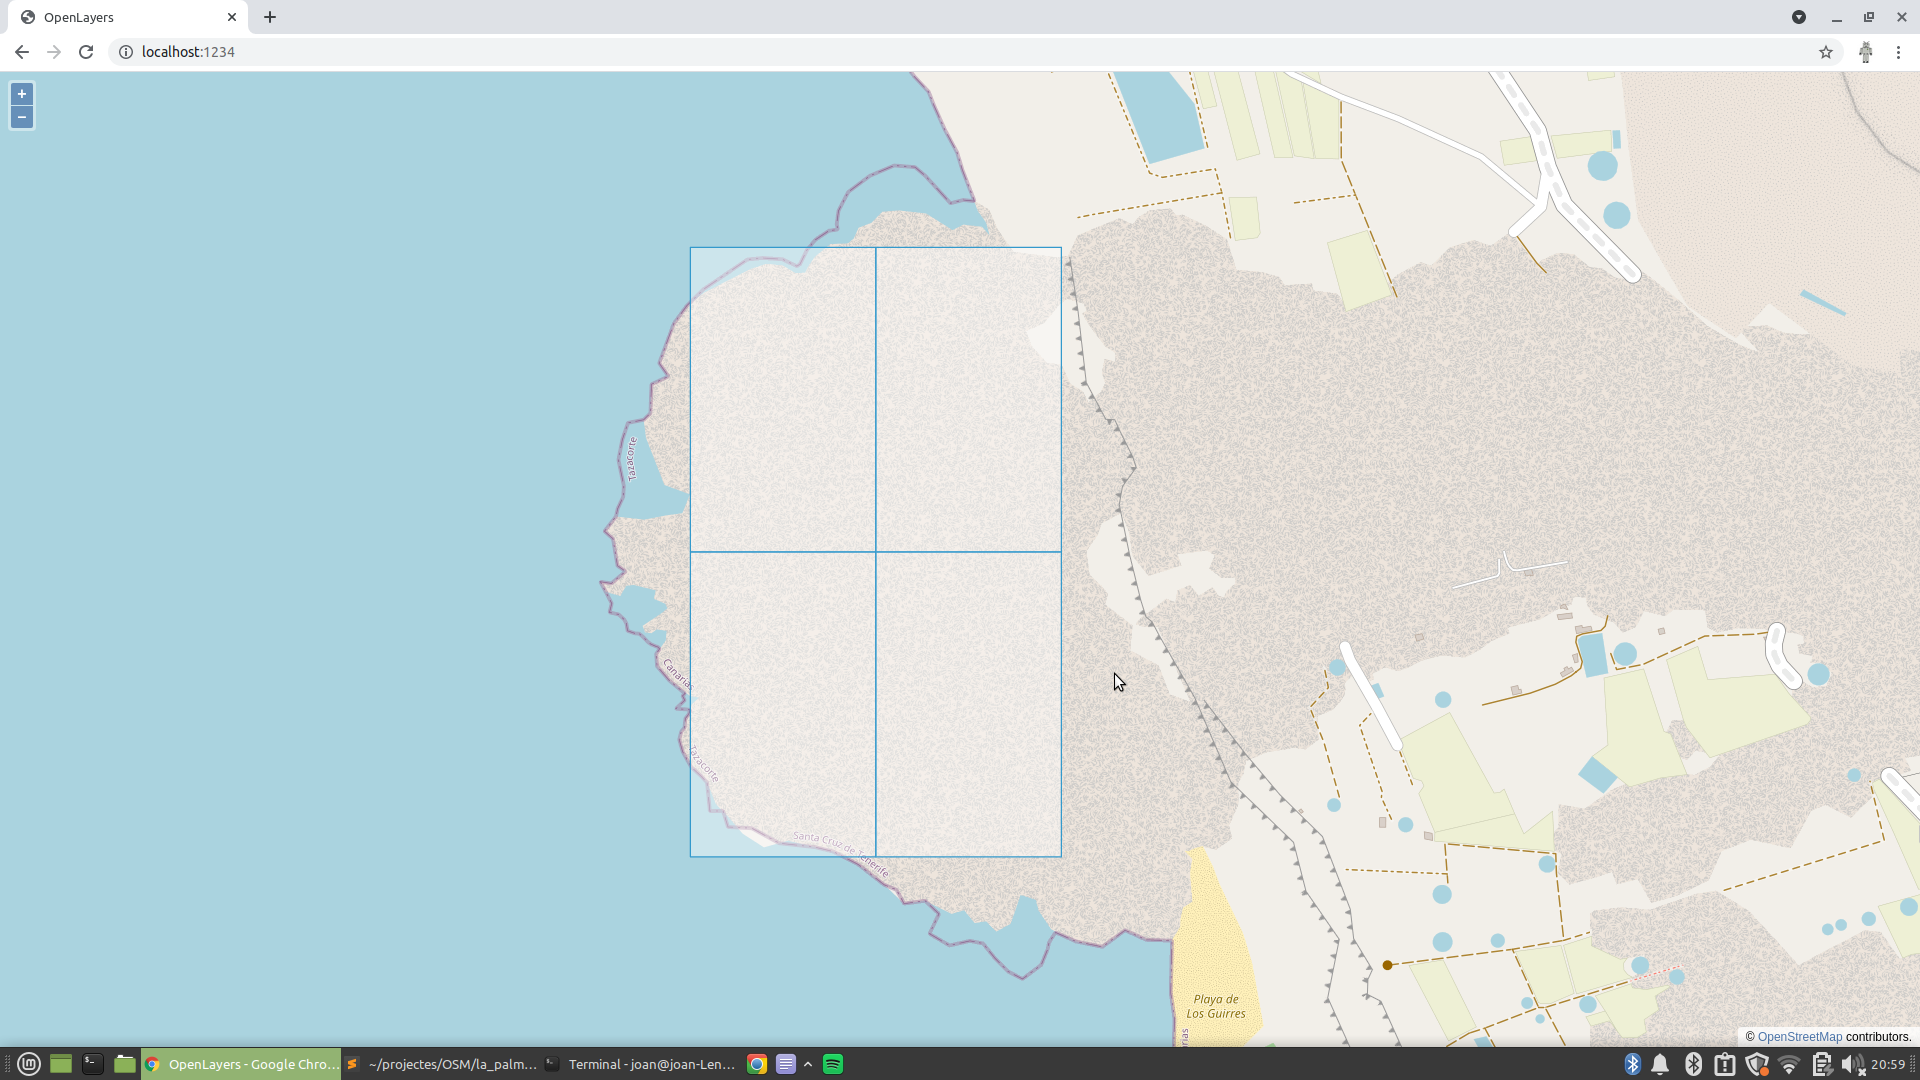 OpenLayers
localhost:1234
+
−
Tazacorte
Canarias
Tazacorte
Santa Cruz de Tenerife
Playa de
Los Guirres
© OpenStreetMap contributors.
OpenLayers - Google Chro...
~/projectes/OSM/la_palm...
Terminal - joan@joan-Len...
20:59